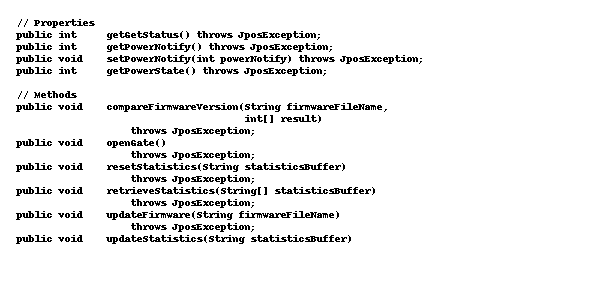 // Properties
public int    getGetStatus() throws JposException;
public int    getPowerNotify() throws JposException;
public void   setPowerNotify(int powerNotify) throws JposException;
public int    getPowerState() throws JposException;
// Methods
public void   compareFirmwareVersion(String firmwareFileName,
int[] result)
throws JposException;
public void   openGate()
throws JposException;
public void   resetStatistics(String statisticsBuffer)
throws JposException;
public void   retrieveStatistics(String[] statisticsBuffer)
throws JposException;
public void   updateFirmware(String firmwareFileName)
throws JposException;
public void   updateStatistics(String statisticsBuffer)